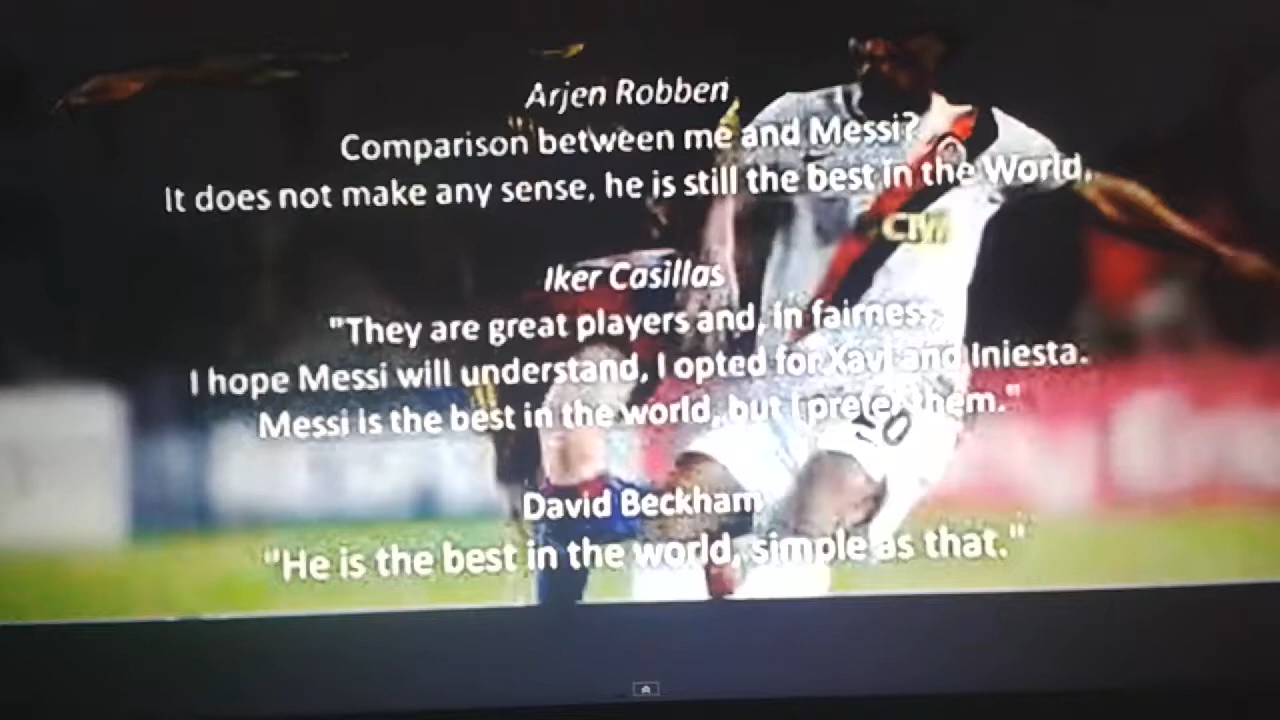 Arjen Robben
Comparison between me and Messi?
It does not make any sense, he is still the best in the World,
Iker Casillas
"They are great players and, in fairness,
I hope Messi will understand, I opted for Xavi and Iniesta.
Messi is the best in the world, but I prefer them."
David Beckham
"He is the best in the world, simple as that."